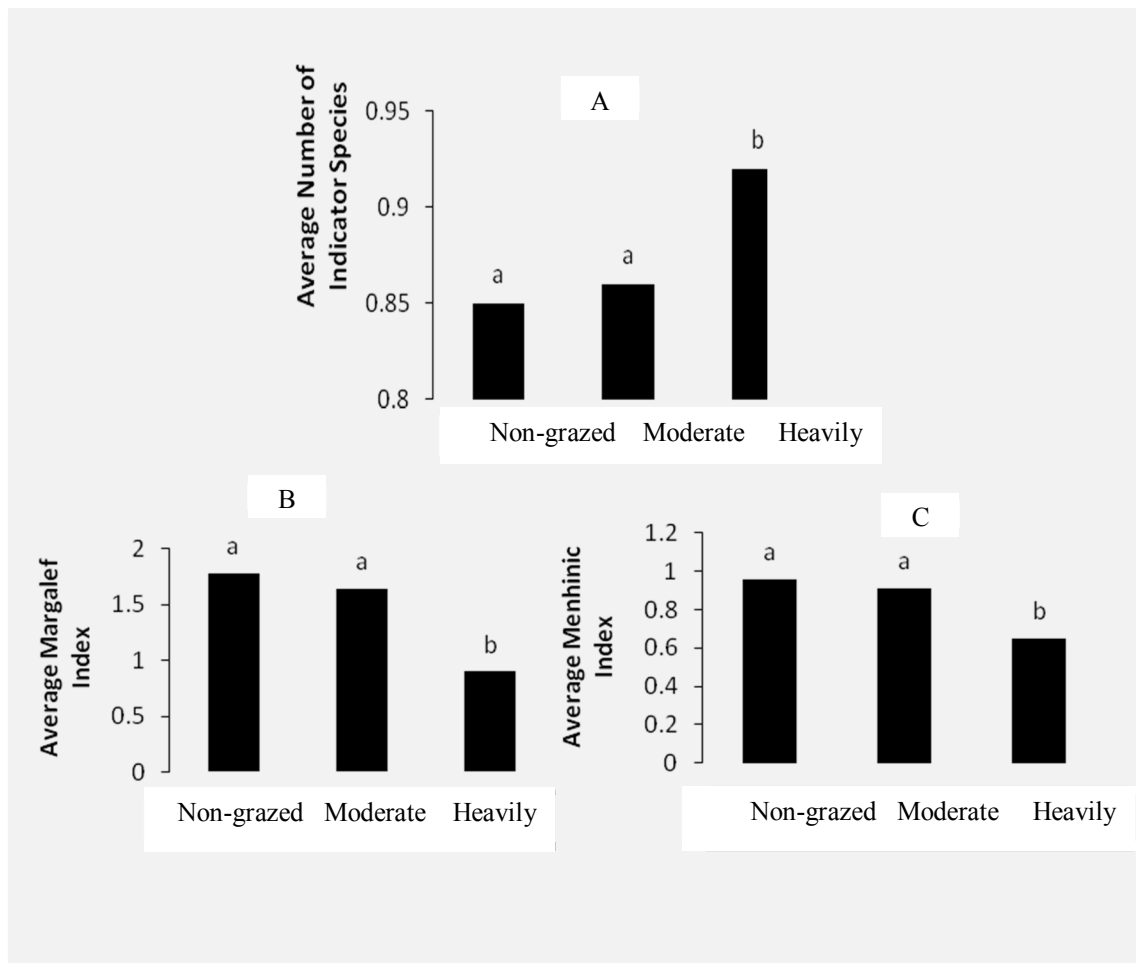 A
Average Number of
Indicator Species
0.95
0.9
0.85
0.8
a
a
b
Non-grazed Moderate Heavily
B
Average Margalef
Index
2
1.5
1
0.5
0
a
a
b
Non-grazed Moderate Heavily
C
Average Menhinic
Index
1.2
1
0.8
0.6
0.4
0.2
0
a
a
b
Non-grazed Moderate Heavily